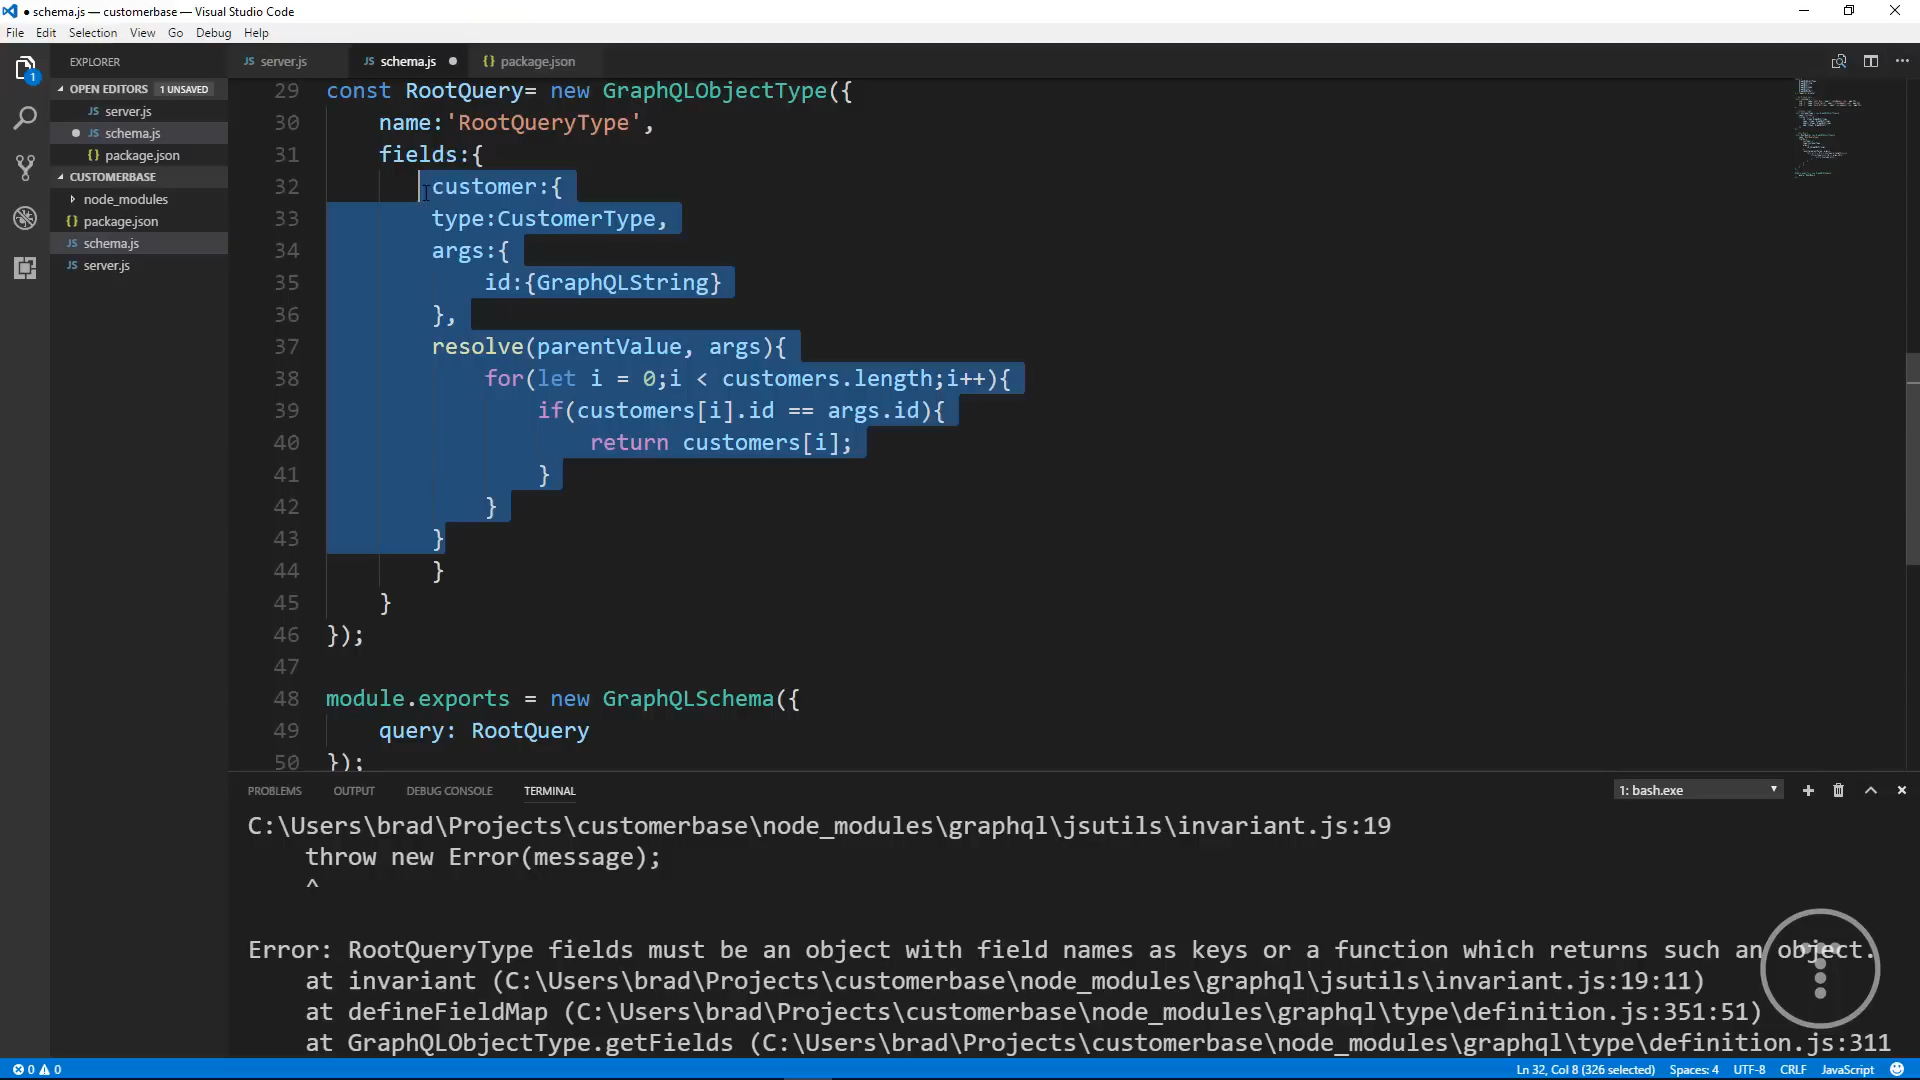 ● schema.js — customerbase — Visual Studio Code
File Edit Selection View Go Debug Help
EXPLORER
JS server.js
JS schema.js ●
{} package.json
1
OPEN EDITORS 1 UNSAVED
JS server.js
● JS schema.js
{} package.json
CUSTOMERBASE
node_modules
{} package.json
JS schema.js
JS server.js
29 const RootQuery= new GraphQLObjectType({
30 name:'RootQueryType',
31 fields:{
32 customer:{
33 type:CustomerType,
34 args:{
35 id:{GraphQLString}
36 },
37 resolve(parentValue, args){
38 for(let i = 0;i < customers.length;i++){
39 if(customers[i].id == args.id){
40 return customers[i];
41 }
42 }
43 }
44 }
45 }
46 });
47
48 module.exports = new GraphQLSchema({
49 query: RootQuery
50 });
PROBLEMS OUTPUT DEBUG CONSOLE TERMINAL
1: bash.exe
C:\Users\brad\Projects\customerbase\node_modules\graphql\jsutils\invariant.js:19
throw new Error(message);
^
Error: RootQueryType fields must be an object with field names as keys or a function which returns such an object.
at invariant (C:\Users\brad\Projects\customerbase\node_modules\graphql\jsutils\invariant.js:19:11)
at defineFieldMap (C:\Users\brad\Projects\customerbase\node_modules\graphql\type\definition.js:351:51)
at GraphQLObjectType.getFields (C:\Users\brad\Projects\customerbase\node_modules\graphql\type\definition.js:311
0 0
Ln 32, Col 8 (326 selected) Spaces: 4 UTF-8 CRLF JavaScript